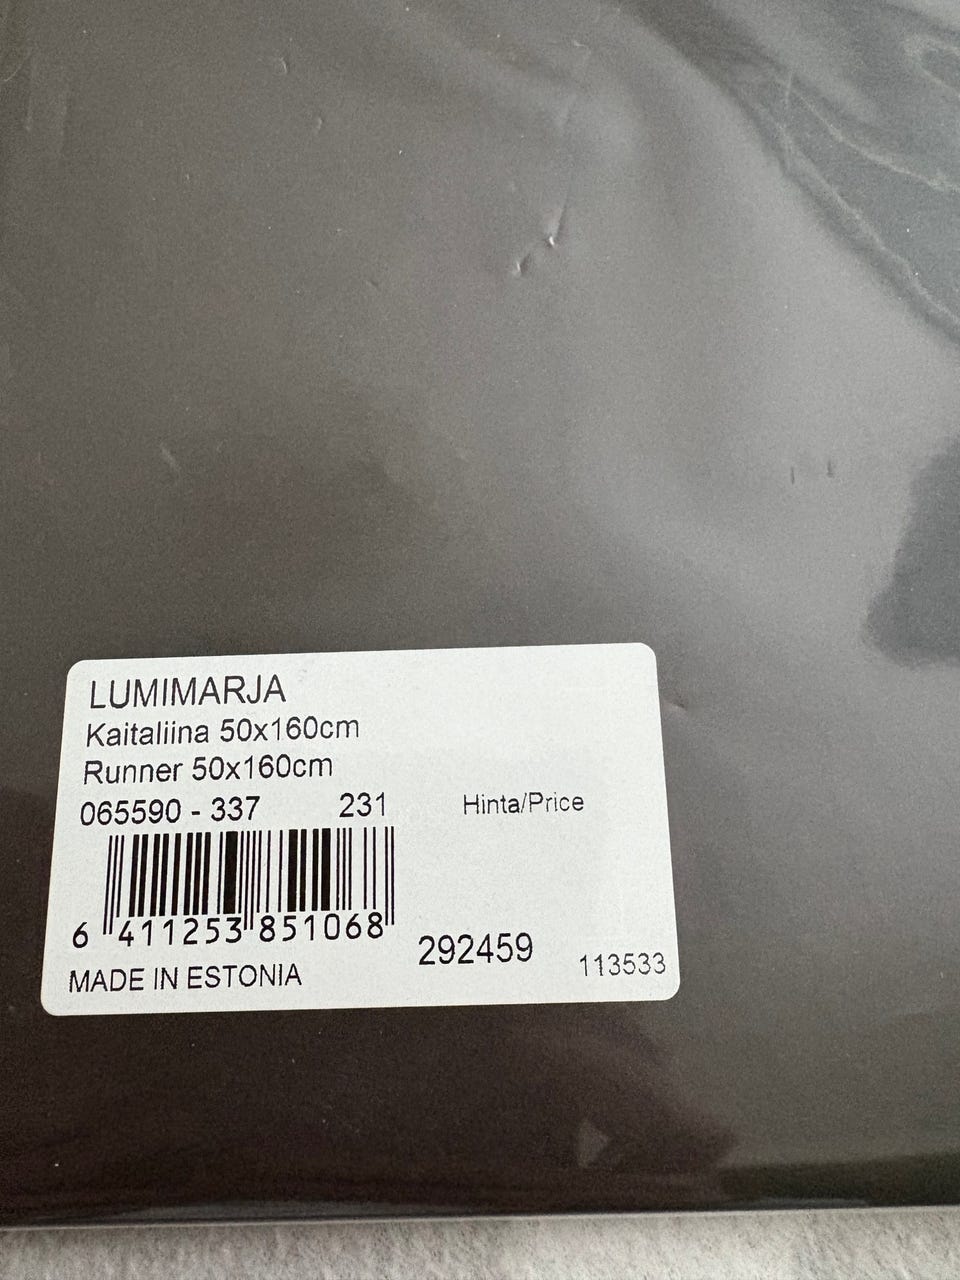 LUMIMARJA
Kaitaliina 50x160cm
Runner 50x160cm
065590 - 337 231 Hinta/Price
6 411253 851068
292459
113533
MADE IN ESTONIA